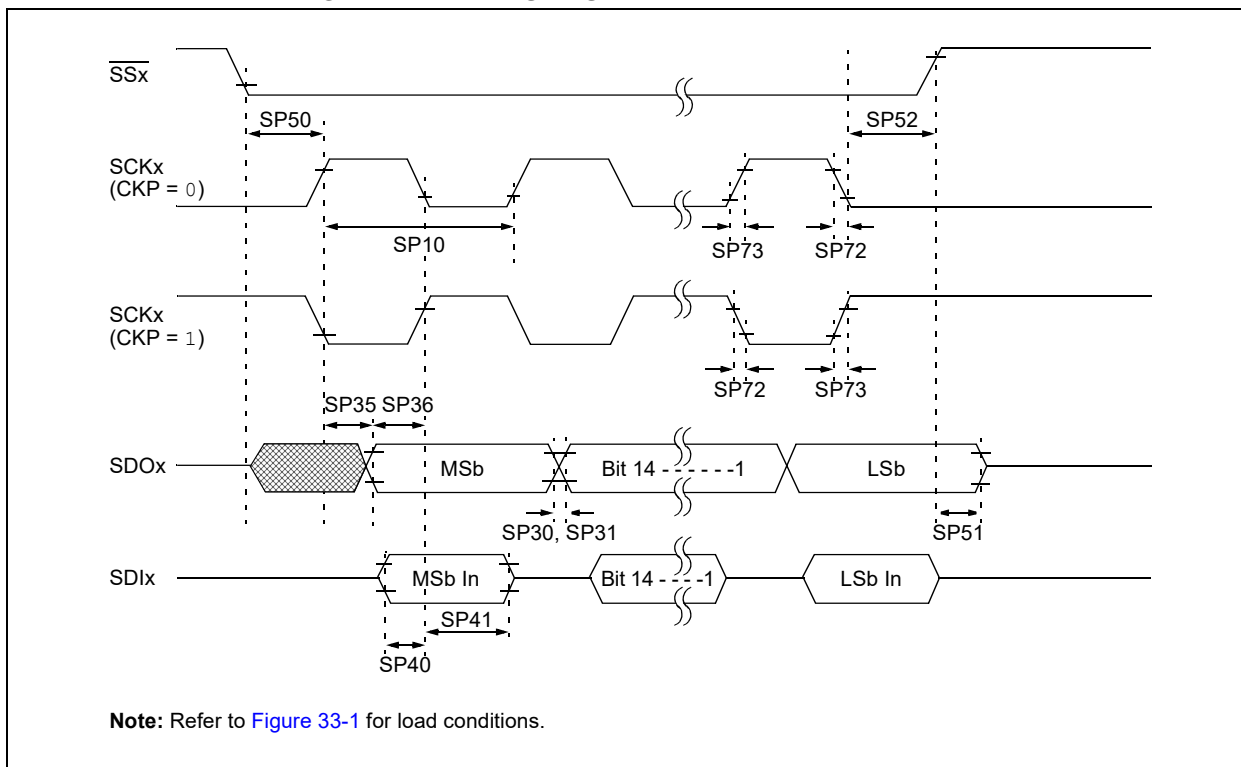 SSx
SP50
SP52
SCKx
(CKP = 0)
SP10
SP73
SP72
SCKx
(CKP = 1)
SP72
SP73
SP35 SP36
SDOx
MSb
Bit 14 - - - - - - -1
LSb
SP30, SP31
SP51
SDIx
MSb In
Bit 14 - - - - -1
LSb In
SP41
SP40
Note: Refer to Figure 33-1 for load conditions.